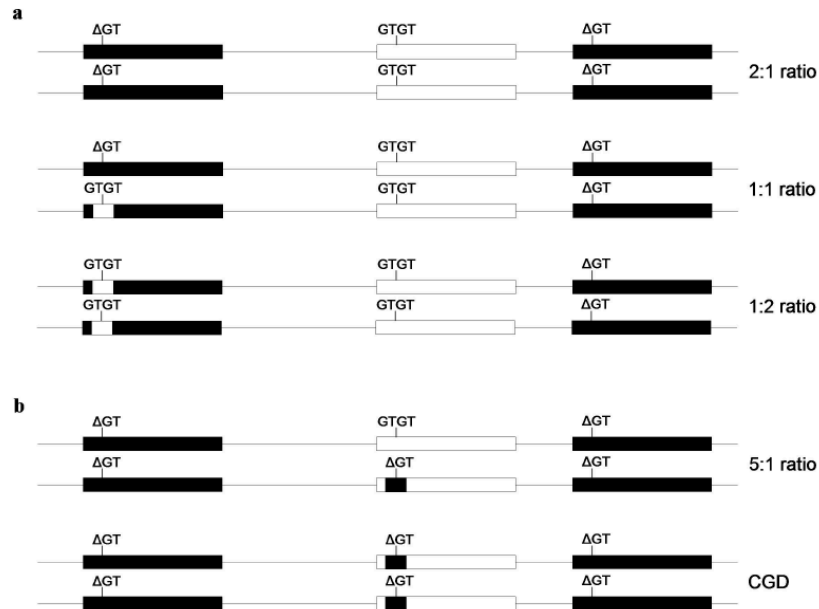 a
ΔGT GTGT ΔGT
ΔGT GTGT ΔGT
2:1 ratio
ΔGT GTGT ΔGT
GTGT GTGT ΔGT
1:1 ratio
GTGT GTGT ΔGT
GTGT GTGT ΔGT
1:2 ratio
b
ΔGT GTGT ΔGT
ΔGT ΔGT ΔGT
5:1 ratio
ΔGT ΔGT ΔGT
ΔGT ΔGT ΔGT
CGD